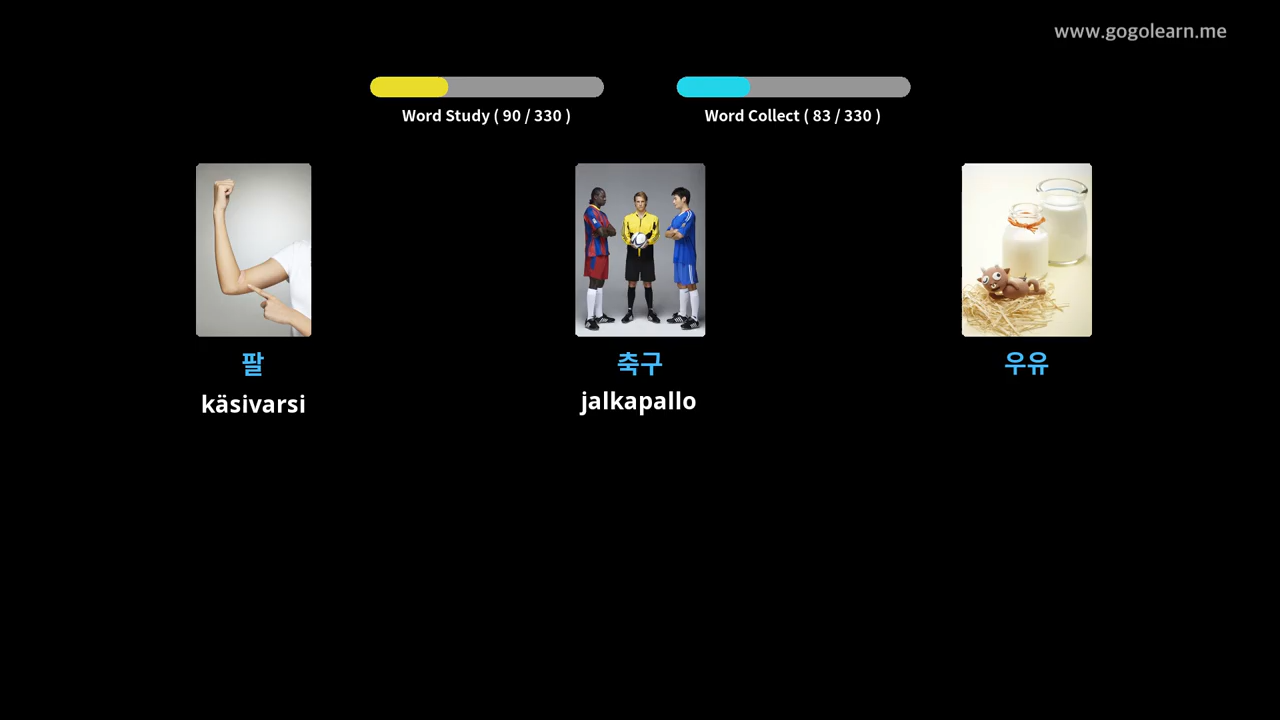 www.gogolearn.me
Word Study ( 90 / 330 )
Word Collect ( 83 / 330 )
팔
축구
우유
käsivarsi
jalkapallo